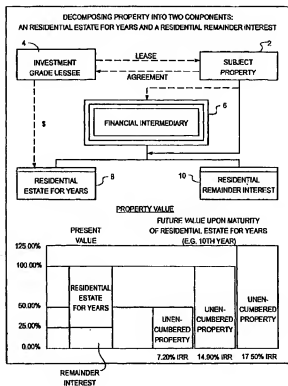 DECOMPOSING PROPERTY INTO TWO COMPONENTS:
AN RESIDENTIAL ESTATE FOR YEARS AND A RESIDENTIAL REMAINDER INTEREST
4
2
INVESTMENT
GRADE LESSEE
LEASE
AGREEMENT
SUBJECT
PROPERTY
6
FINANCIAL INTERMEDIARY
$
RESIDENTIAL
ESTATE FOR YEARS
8
10
RESIDENTIAL
REMAINDER INTEREST
PROPERTY VALUE
PRESENT
VALUE
FUTURE VALUE UPON MATURITY
OF RESIDENTIAL ESTATE FOR YEARS
(E.G. 10TH YEAR)
125.00%
100.00%
50.00%
25.00%
0.00%
RESIDENTIAL
ESTATE
FOR YEARS
UNEN-
CUMBERED
PROPERTY
UNEN-
CUMBERED
PROPERTY
UNEN-
CUMBERED
PROPERTY
7.20% IRR
14.90% IRR
17.50% IRR
REMAINDER
INTEREST